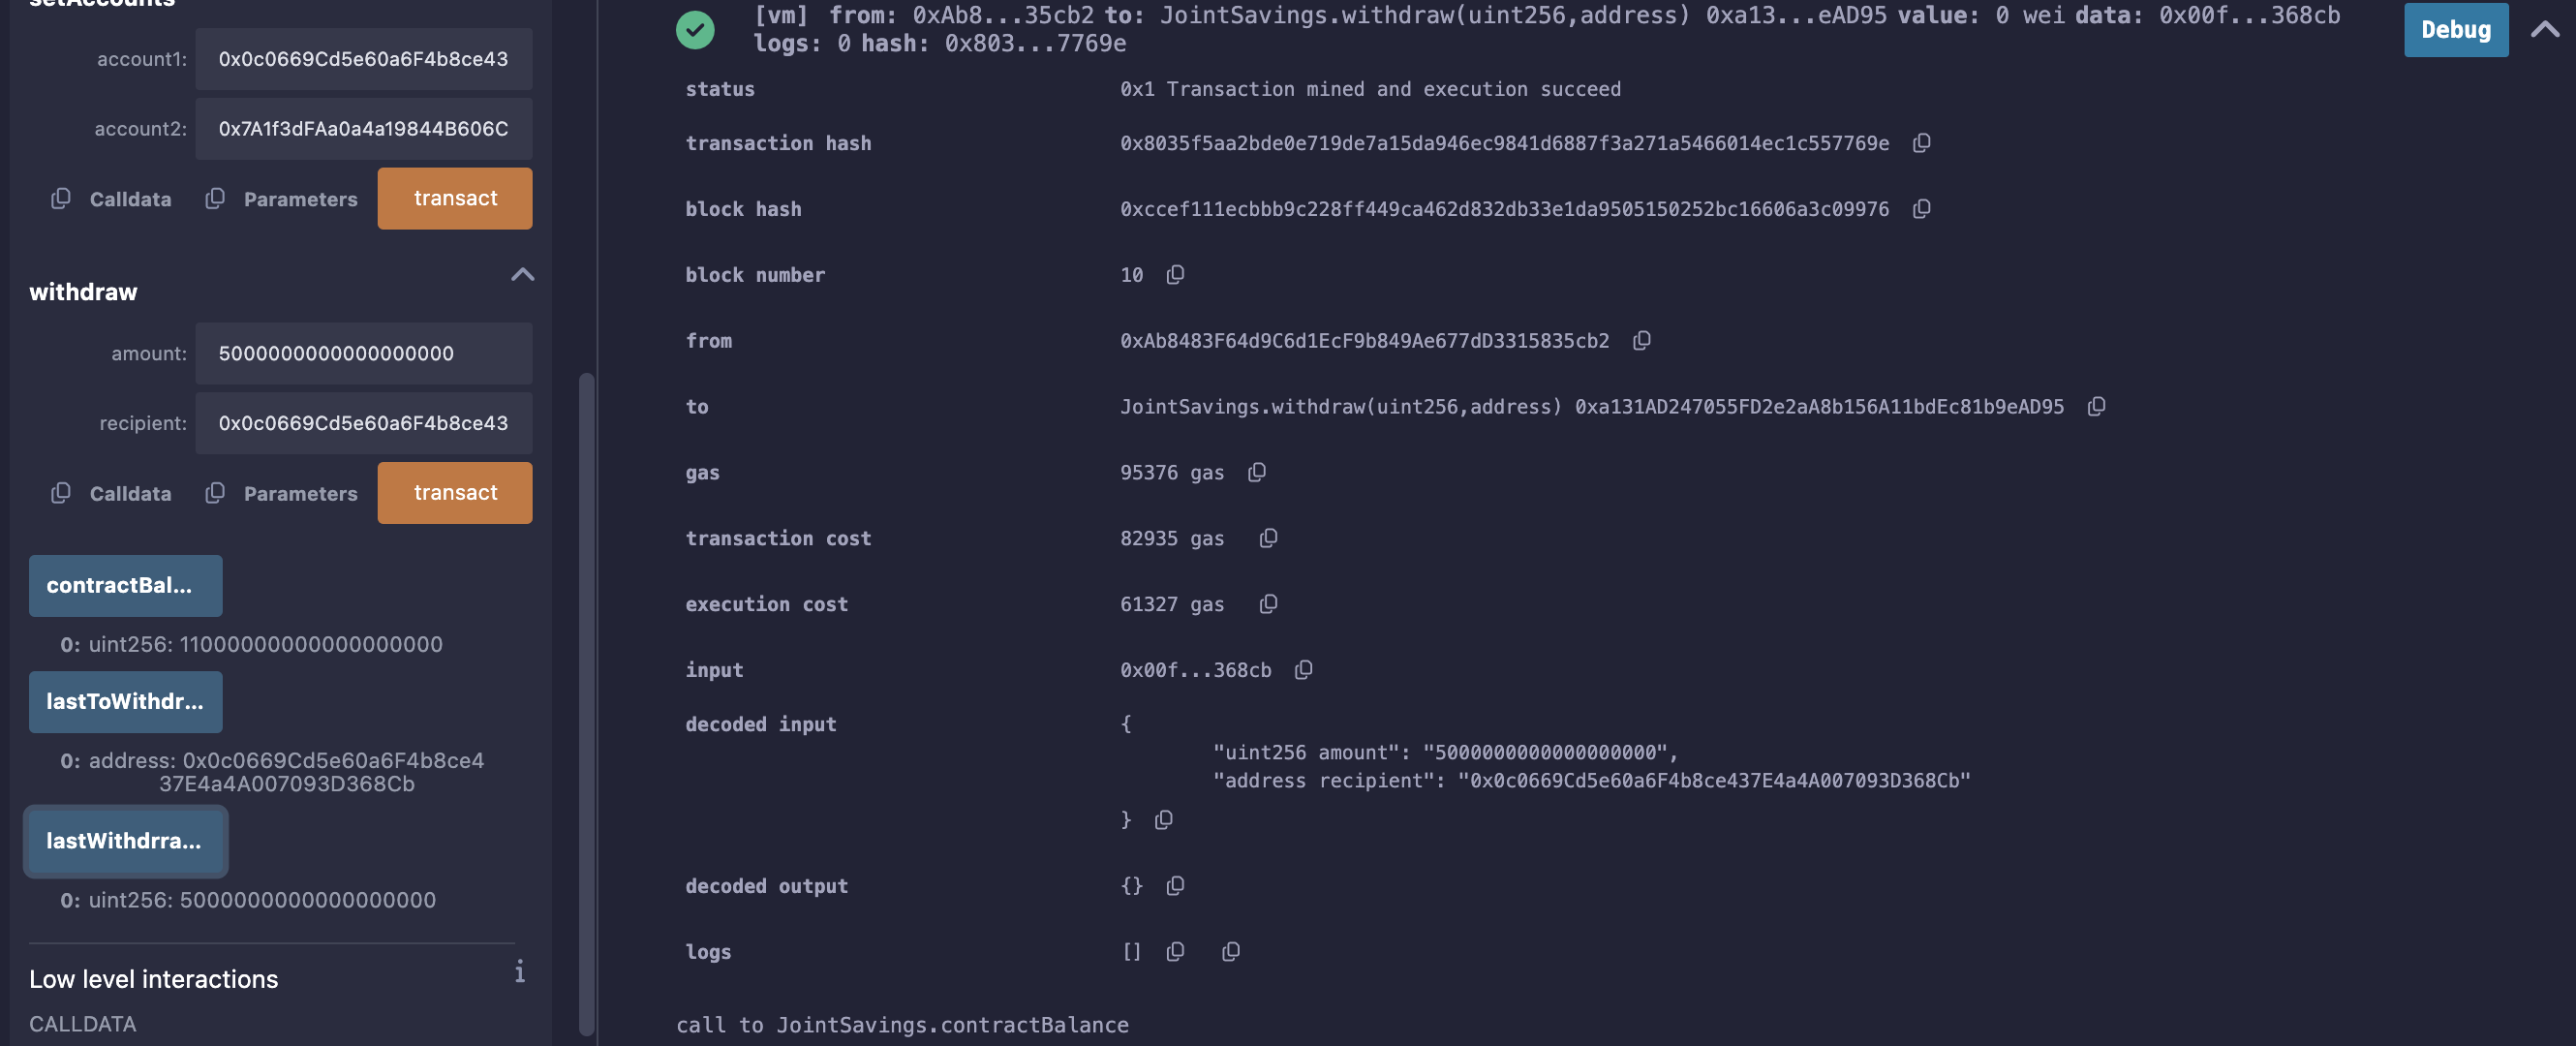 setAccounts
account1: 0x0c0669Cd5e60a6F4b8ce43
account2: 0x7A1f3dFAa0a4a19844B606C
Calldata Parameters transact
withdraw
amount: 5000000000000000000
recipient: 0x0c0669Cd5e60a6F4b8ce43
Calldata Parameters transact
contractBal...
0: uint256: 11000000000000000000
lastToWithdr...
0: address: 0x0c0669Cd5e60a6F4b8ce4
37E4a4A007093D368Cb
lastWithdrra...
0: uint256: 5000000000000000000
Low level interactions i
CALLDATA
[vm] from: 0xAb8...35cb2 to: JointSavings.withdraw(uint256,address) 0xa13...eAD95 value: 0 wei data: 0x00f...368cb
logs: 0 hash: 0x803...7769e
Debug
status 0x1 Transaction mined and execution succeed
transaction hash 0x8035f5aa2bde0e719de7a15da946ec9841d6887f3a271a5466014ec1c557769e
block hash 0xccef111ecbbb9c228ff449ca462d832db33e1da9505150252bc16606a3c09976
block number 10
from 0xAb8483F64d9C6d1EcF9b849Ae677dD3315835cb2
to JointSavings.withdraw(uint256,address) 0xa131AD247055FD2e2aA8b156A11bdEc81b9eAD95
gas 95376 gas
transaction cost 82935 gas
execution cost 61327 gas
input 0x00f...368cb
decoded input {
"uint256 amount": "5000000000000000000",
"address recipient": "0x0c0669Cd5e60a6F4b8ce437E4a4A007093D368Cb"
}
decoded output {}
logs []
call to JointSavings.contractBalance